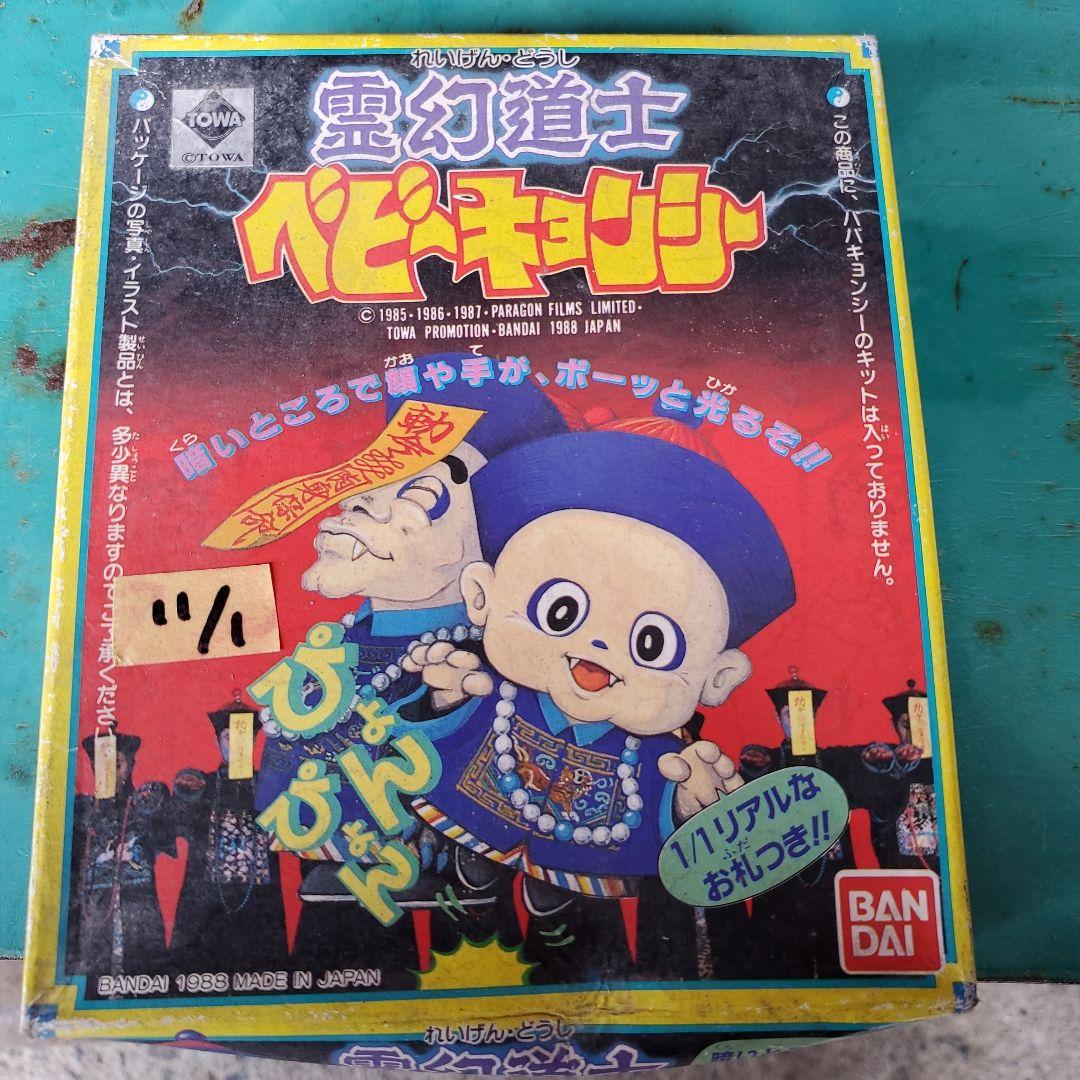 れいげん・どうし
霊幻道士
ベビーキョンシー
TOWA
©TOWA
© 1985・1986・1987・PARAGON FILMS LIMITED・
TOWA PROMOTION・BANDAI 1988 JAPAN
パッケージの写真・イラスト製品とは、多少異なりますのでご了承ください
この商品に、パパキョンシーのキットは入っておりません。
暗いところで顔や手が、ボーッと光るぞ!!
11/1
ぴょん
ぴょん
1/1リアルな
お札つき!!
BAN
DAI
BANDAI 1988 MADE IN JAPAN
れいげん・どうし
霊幻道士